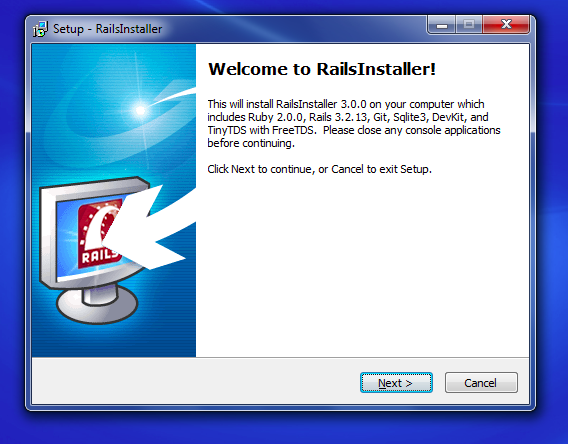 Setup - RailsInstaller
Welcome to RailsInstaller!
This will install RailsInstaller 3.0.0 on your computer which
includes Ruby 2.0.0, Rails 3.2.13, Git, Sqlite3, DevKit, and
TinyTDS with FreeTDS. Please close any console applications
before continuing.
Click Next to continue, or Cancel to exit Setup.
RAILS
Next >
Cancel